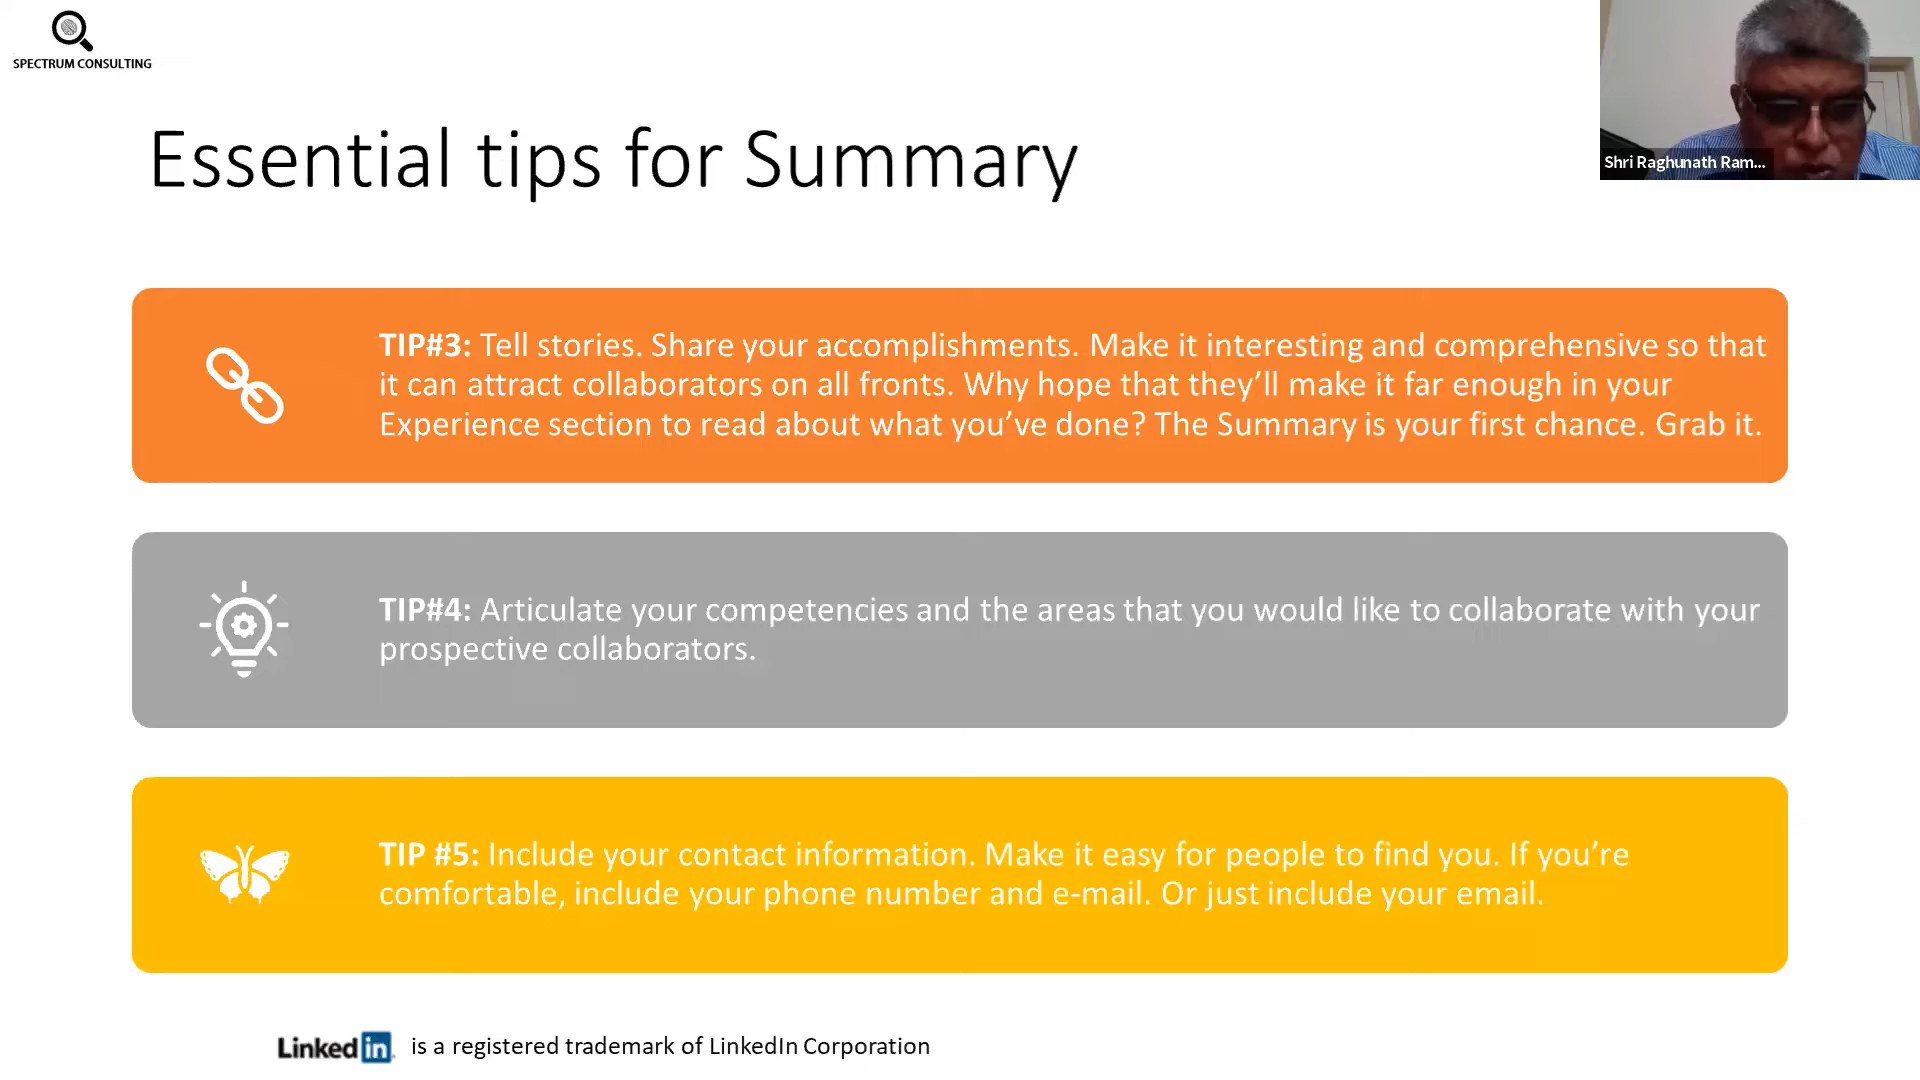 SPECTRUM CONSULTING
Shri Raghunath Ram...
Essential tips for Summary
TIP#3: Tell stories. Share your accomplishments. Make it interesting and comprehensive so that
it can attract collaborators on all fronts. Why hope that they’ll make it far enough in your
Experience section to read about what you’ve done? The Summary is your first chance. Grab it.
TIP#4: Articulate your competencies and the areas that you would like to collaborate with your
prospective collaborators.
TIP #5: Include your contact information. Make it easy for people to find you. If you’re
comfortable, include your phone number and e-mail. Or just include your email.
Linked in is a registered trademark of LinkedIn Corporation